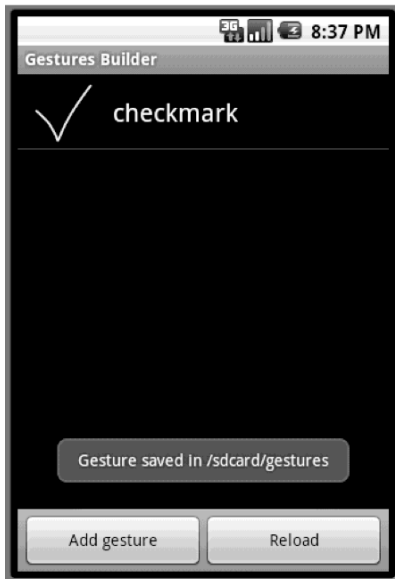 3G 8:37 PM
Gestures Builder
checkmark
Gesture saved in /sdcard/gestures
Add gesture Reload